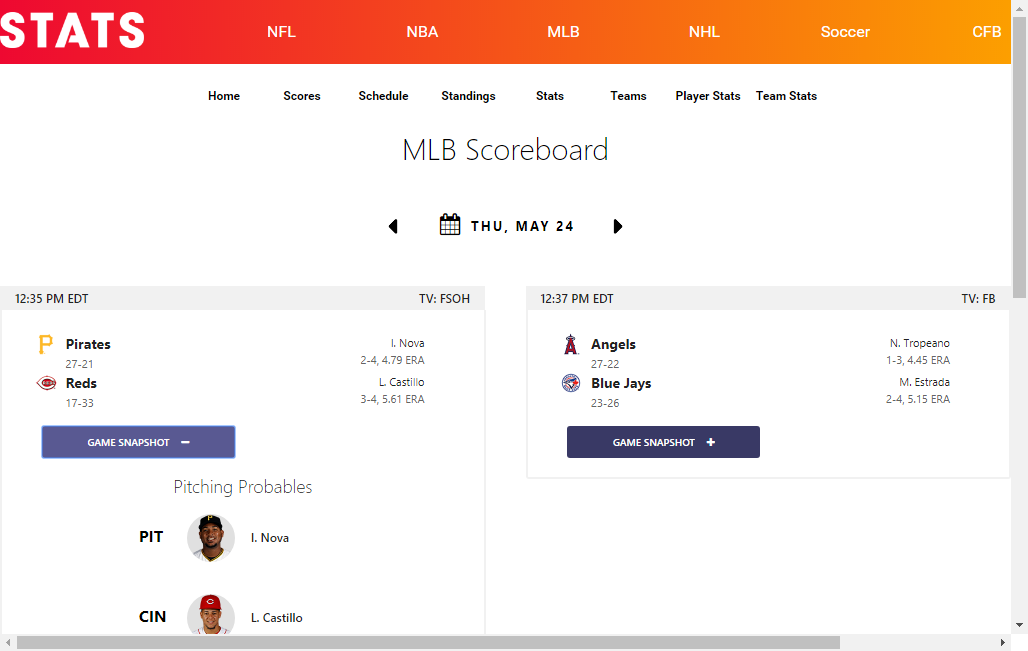 STATS NFL NBA MLB NHL Soccer CFB
Home Scores Schedule Standings Stats Teams Player Stats Team Stats
MLB Scoreboard
THU, MAY 24
12:35 PM EDT TV: FSOH
P Pirates I. Nova
27-21 2-4, 4.79 ERA
Reds L. Castillo
17-33 3-4, 5.61 ERA
GAME SNAPSHOT −
Pitching Probables
PIT I. Nova
CIN L. Castillo
12:37 PM EDT TV: FB
A Angels N. Tropeano
27-22 1-3, 4.45 ERA
Blue Jays M. Estrada
23-26 2-4, 5.15 ERA
GAME SNAPSHOT +